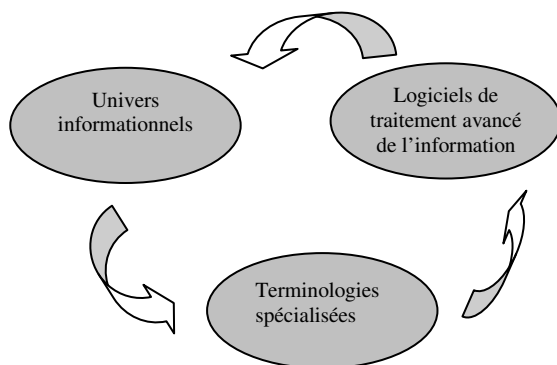 Univers
informationnels
Logiciels de
traitement avancé
de l’information
Terminologies
spécialisées